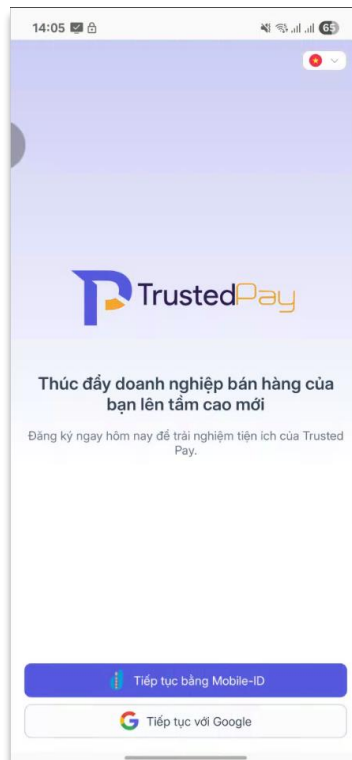 14:05
65
TrustedPay
Thúc đẩy doanh nghiệp bán hàng của
bạn lên tầm cao mới
Đăng ký ngay hôm nay để trải nghiệm tiện ích của Trusted
Pay.
Tiếp tục bằng Mobile-ID
Tiếp tục với Google